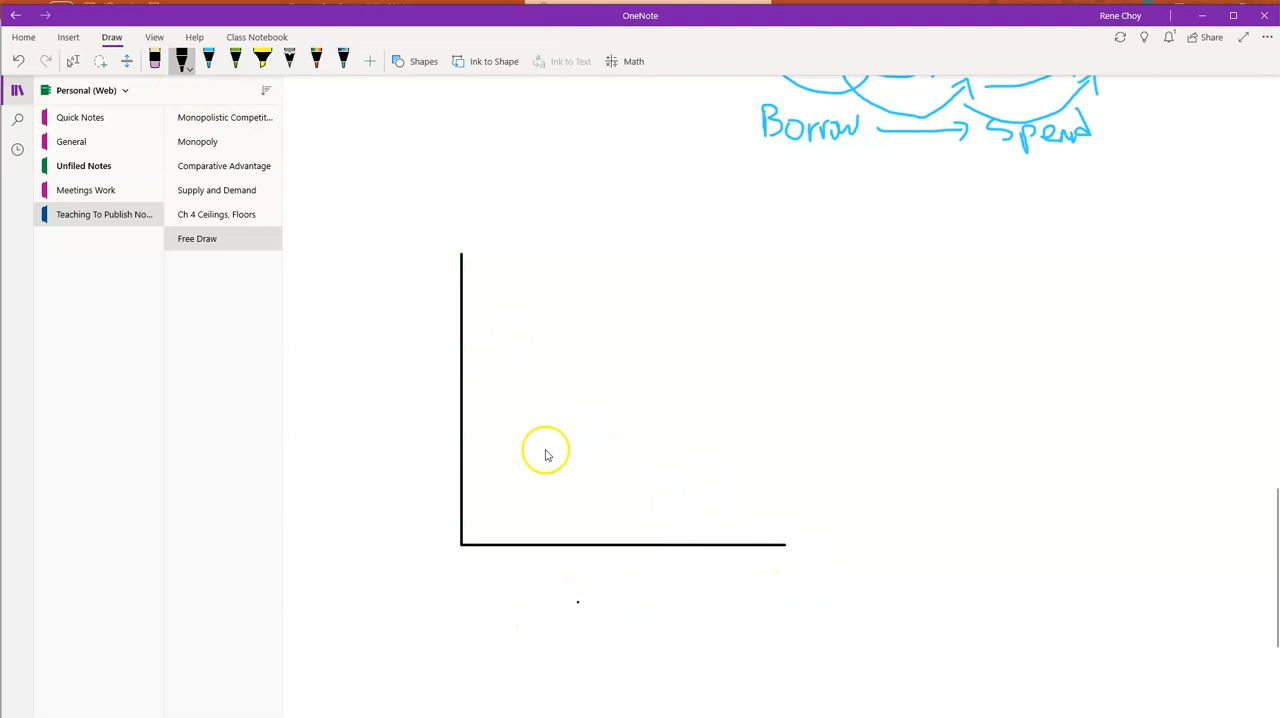 OneNote
Rene Choy
Home Insert Draw View Help Class Notebook
Share
Shapes Ink to Shape Ink to Text Math
Personal (Web)
Quick Notes
General
Unfiled Notes
Meetings Work
Teaching To Publish No...
Monopolistic Competit...
Monopoly
Comparative Advantage
Supply and Demand
Ch 4 Ceilings, Floors
Free Draw
Borrow → Spend